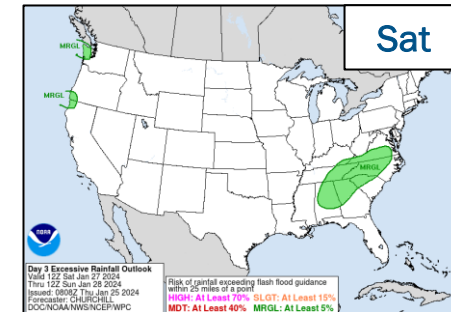 Sat
MRGL
MRGL
MRGL
NOAA
Day 3 Excessive Rainfall Outlook
Valid 12Z Sat Jan 27 2024
Thru 12Z Sun Jan 28 2024
Issued: 0808Z Thu Jan 25 2024
Forecaster: CHURCHILL
DOC/NOAA/NWS/NCEP/WPC
Risk of rainfall exceeding flash flood guidance
within 25 miles of a point
HIGH: At Least 70% SLGT: At Least 15%
MDT: At Least 40% MRGL: At Least 5%